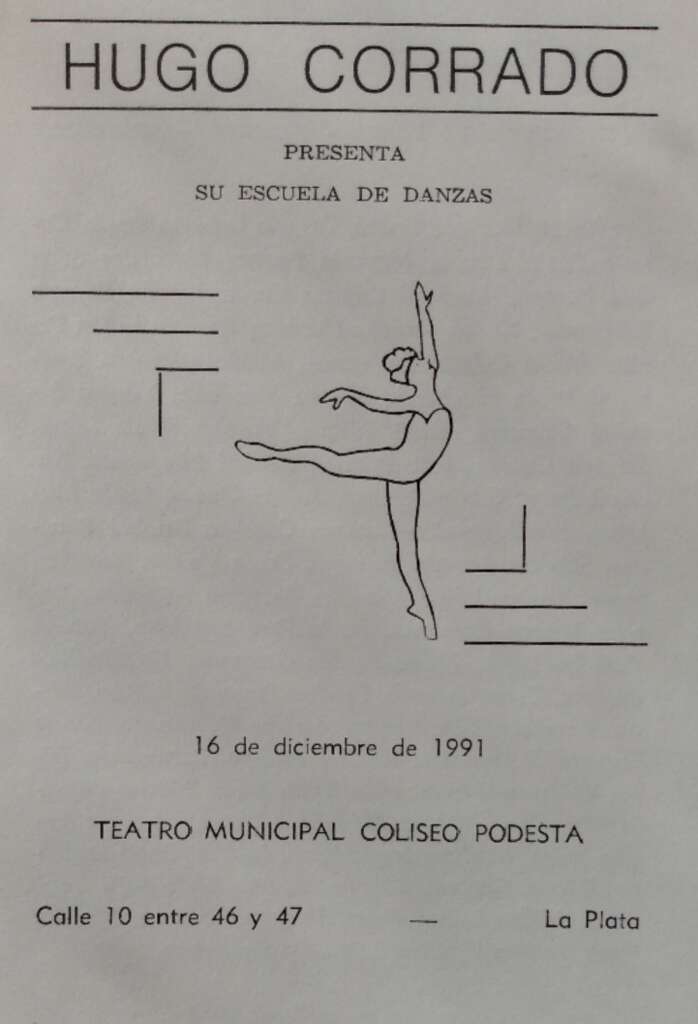 HUGO CORRADO
PRESENTA
SU ESCUELA DE DANZAS
16 de diciembre de 1991
TEATRO MUNICIPAL COLISEO PODESTA
Calle 10 entre 46 y 47 — La Plata